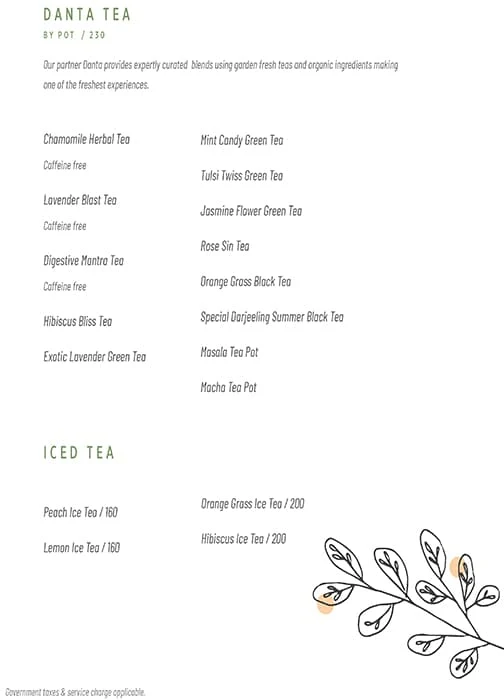 DANTA TEA
BY POT / 230
Our partner Danta provides expertly curated blends using garden fresh teas and organic ingredients making
one of the freshest experiences.
Chamomile Herbal Tea
Caffeine free
Lavender Blast Tea
Caffeine free
Digestive Mantra Tea
Caffeine free
Hibiscus Bliss Tea
Exotic Lavender Green Tea
Mint Candy Green Tea
Tulsi Twiss Green Tea
Jasmine Flower Green Tea
Rose Sin Tea
Orange Grass Black Tea
Special Darjeeling Summer Black Tea
Masala Tea Pot
Macha Tea Pot
ICED TEA
Peach Ice Tea / 160
Lemon Ice Tea / 160
Orange Grass Ice Tea / 200
Hibiscus Ice Tea / 200
Government taxes & service charge applicable.